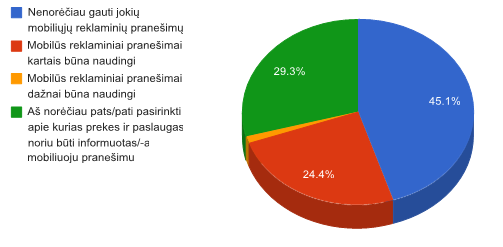 Nenorėčiau gauti jokių
mobiliųjų reklaminių pranešimų
Mobilūs reklaminiai pranešimai
kartais būna naudingi
Mobilūs reklaminiai pranešimai
dažnai būna naudingi
Aš norėčiau pats/pati pasirinkti
apie kurias prekes ir paslaugas
noriu būti informuotas/-a
mobiliuoju pranešimu
29.3%
45.1%
24.4%